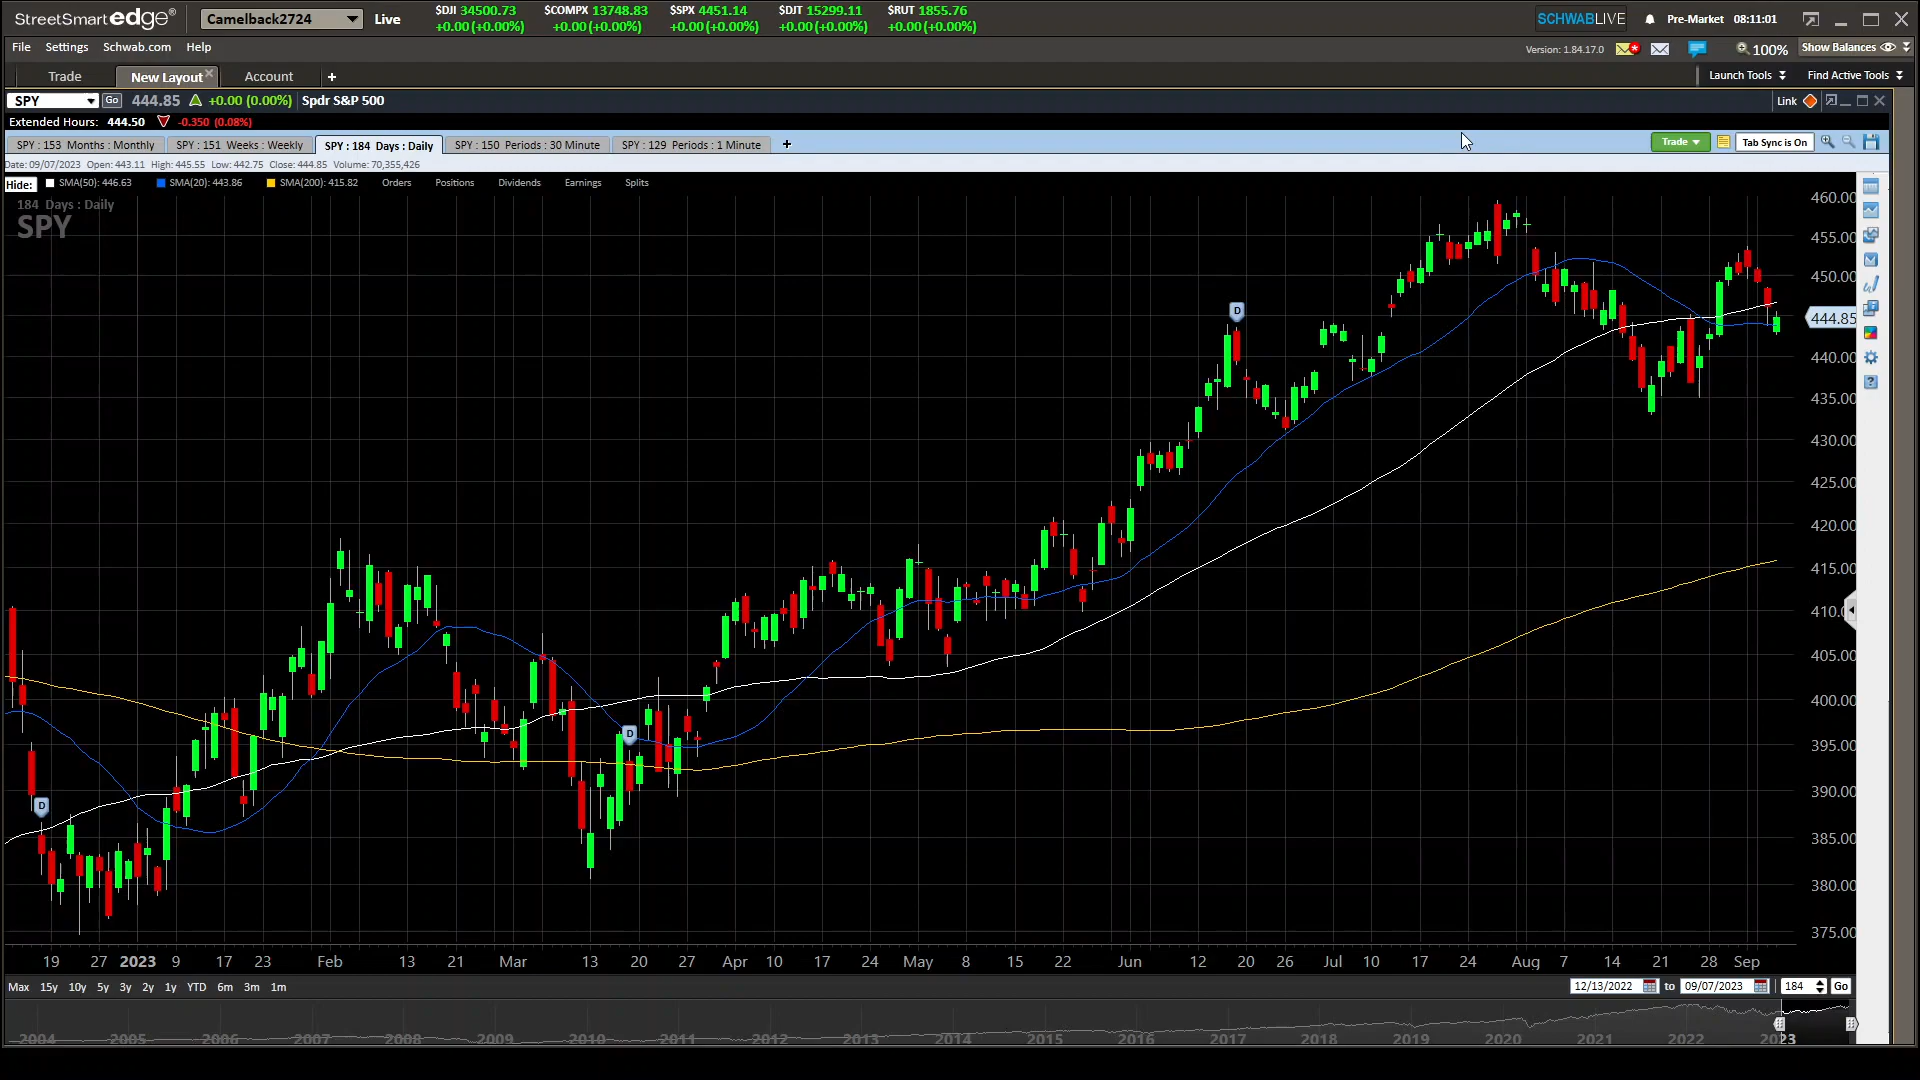 StreetSmart edge® Camelback2724 Live $DJI 34500.73 $COMPX 13748.83 $SPX 4451.14 $DJT 15299.11 $RUT 1855.76 SCHWABLIVE Pre-Market 08:11:01
+0.00 (+0.00%) +0.00 (+0.00%) +0.00 (+0.00%) +0.00 (+0.00%) +0.00 (+0.00%)
File Settings Schwab.com Help Version: 1.84.17.0 100% Show Balances
Trade New Layout Account + Launch Tools Find Active Tools
SPY Go 444.85 +0.00 (0.00%) Spdr S&P 500 Link
Extended Hours: 444.50 -0.350 (0.08%)
SPY : 153 Months : Monthly SPY : 151 Weeks : Weekly SPY : 184 Days : Daily SPY : 150 Periods : 30 Minute SPY : 129 Periods : 1 Minute + Trade Tab Sync is On
Date: 09/07/2023 Open: 443.11 High: 445.55 Low: 442.75 Close: 444.85 Volume: 70,355,426
Hide: SMA(50): 446.63 SMA(20): 443.86 SMA(200): 415.82 Orders Positions Dividends Earnings Splits
184 Days : Daily
SPY
460.00
455.00
450.00
444.85
440.00
435.00
430.00
425.00
420.00
415.00
410.0
405.00
400.00
395.00
390.00
385.00
380.00
375.00
D
D
D
19 27 2023 9 17 23 Feb 13 21 Mar 13 20 27 Apr 10 17 24 May 8 15 22 Jun 12 20 26 Jul 10 17 24 Aug 7 14 21 28 Sep
Max 15y 10y 5y 3y 2y 1y YTD 6m 3m 1m 12/13/2022 to 09/07/2023 184 Go
2004 2005 2006 2007 2008 2009 2010 2011 2012 2013 2014 2015 2016 2017 2018 2019 2020 2021 2022 2023